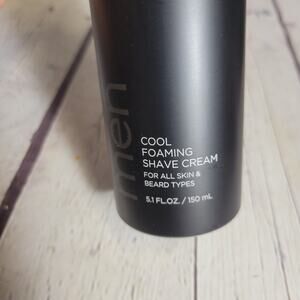 men
COOL
FOAMING
SHAVE CREAM
FOR ALL SKIN &
BEARD TYPES
5.1 FL.OZ. / 150 mL